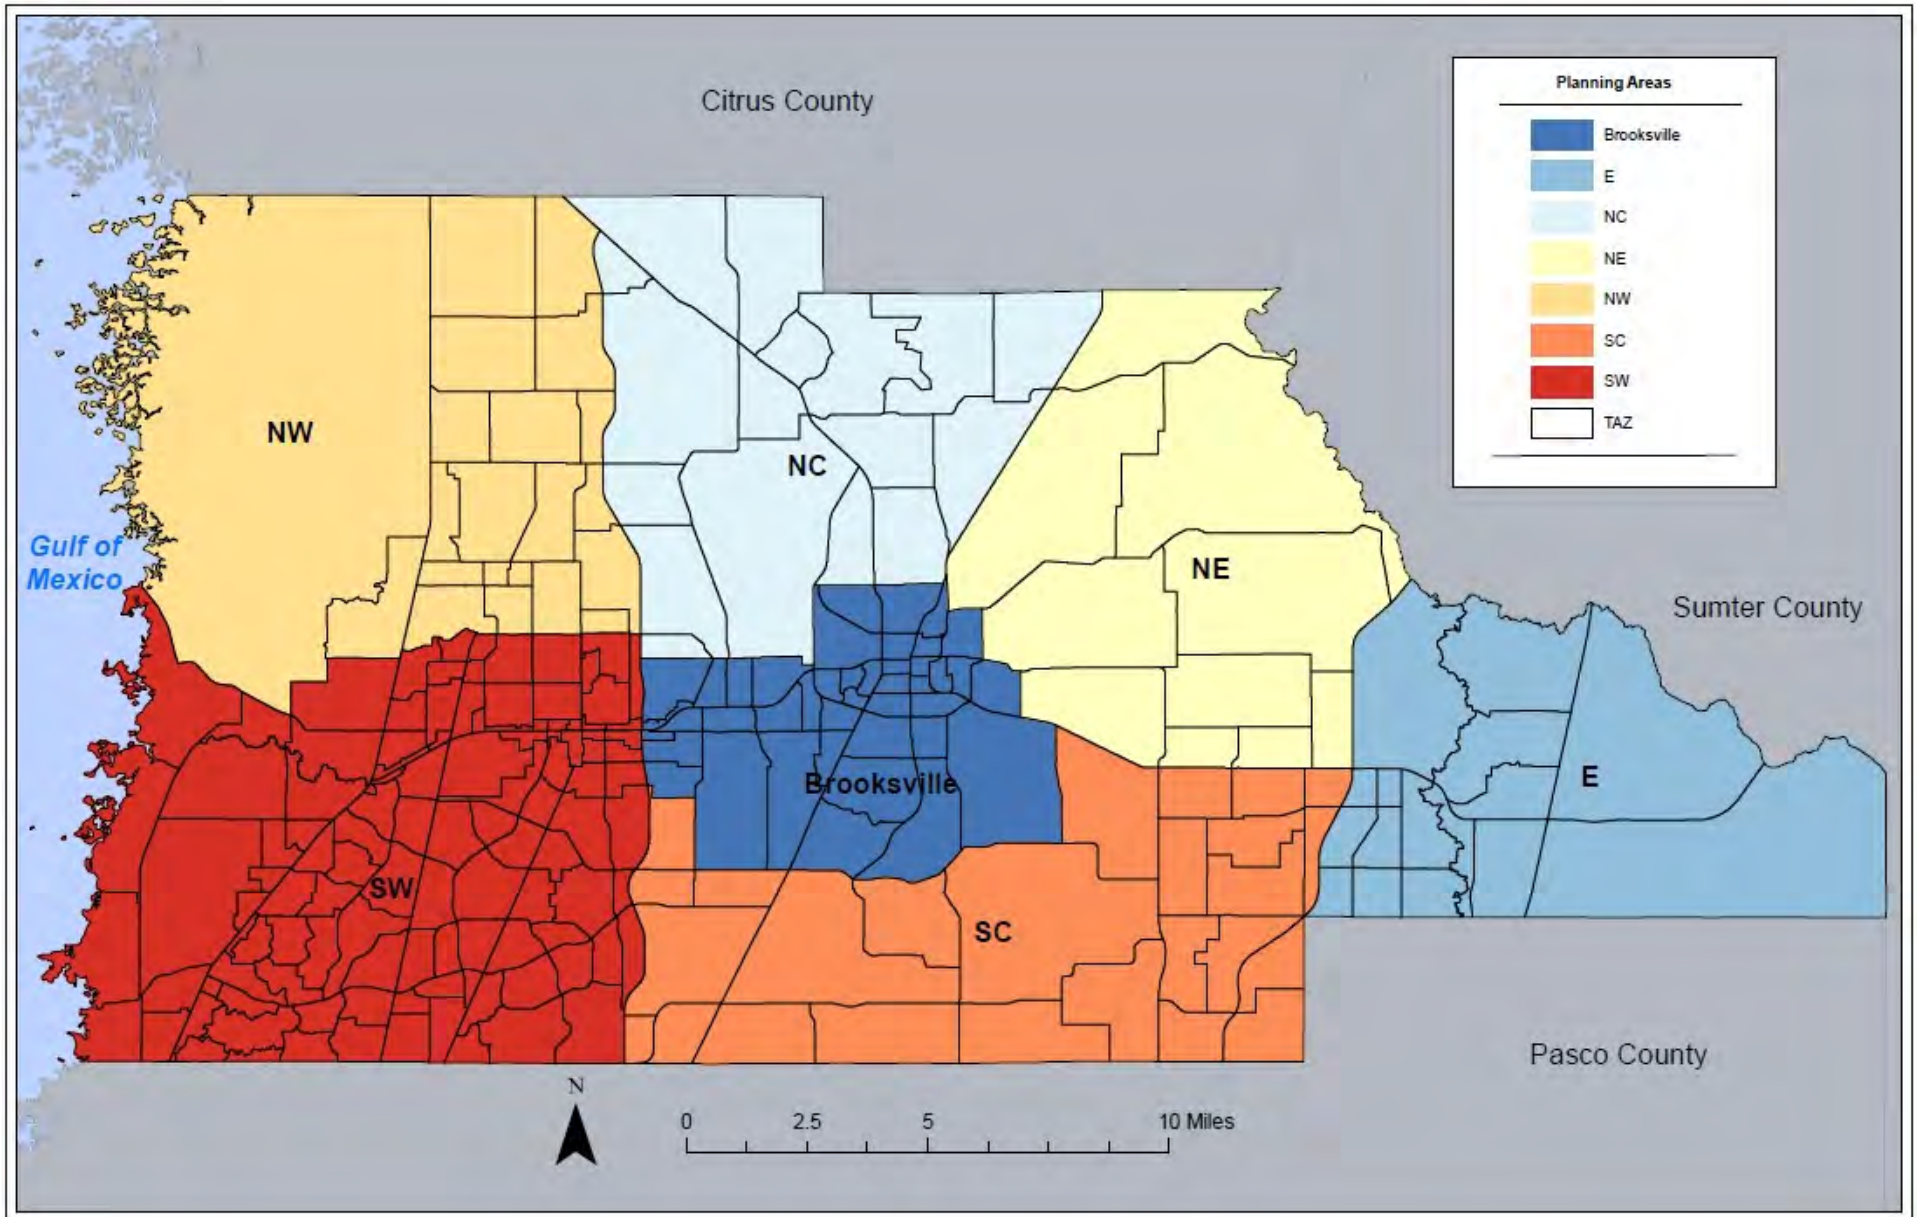 Citrus County
Planning Areas
Brooksville
E
NC
NE
NW
SC
SW
TAZ
NW
NC
Gulf of
Mexico
NE
Sumter County
Brooksville
E
SW
SC
Pasco County
N
0 2.5 5 10 Miles